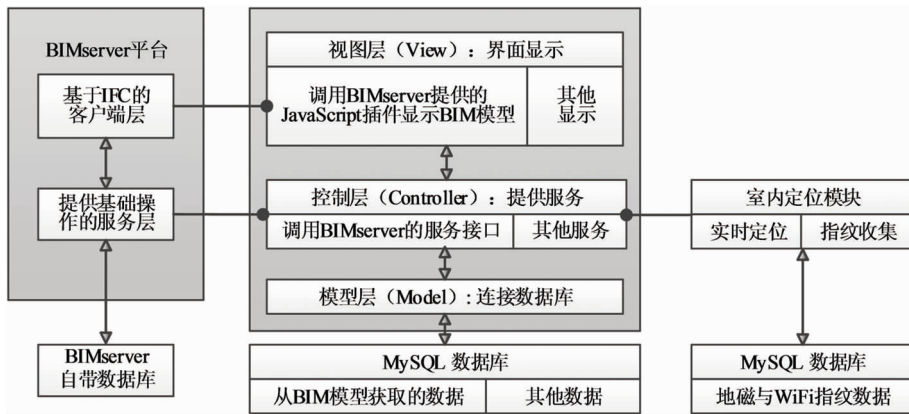 BIMserver平台
基于IFC的
客户端层
提供基础操
作的服务层
BIMserver
自带数据库
视图层（View）：界面显示
调用BIMserver提供的
JavaScript插件显示BIM模型
其他
显示
控制层（Controller）：提供服务
调用BIMserver的服务接口
其他服务
模型层（Model）：连接数据库
MySQL 数据库
从BIM模型获取的数据
其他数据
室内定位模块
实时定位
指纹收集
MySQL 数据库
地磁与WiFi指纹数据